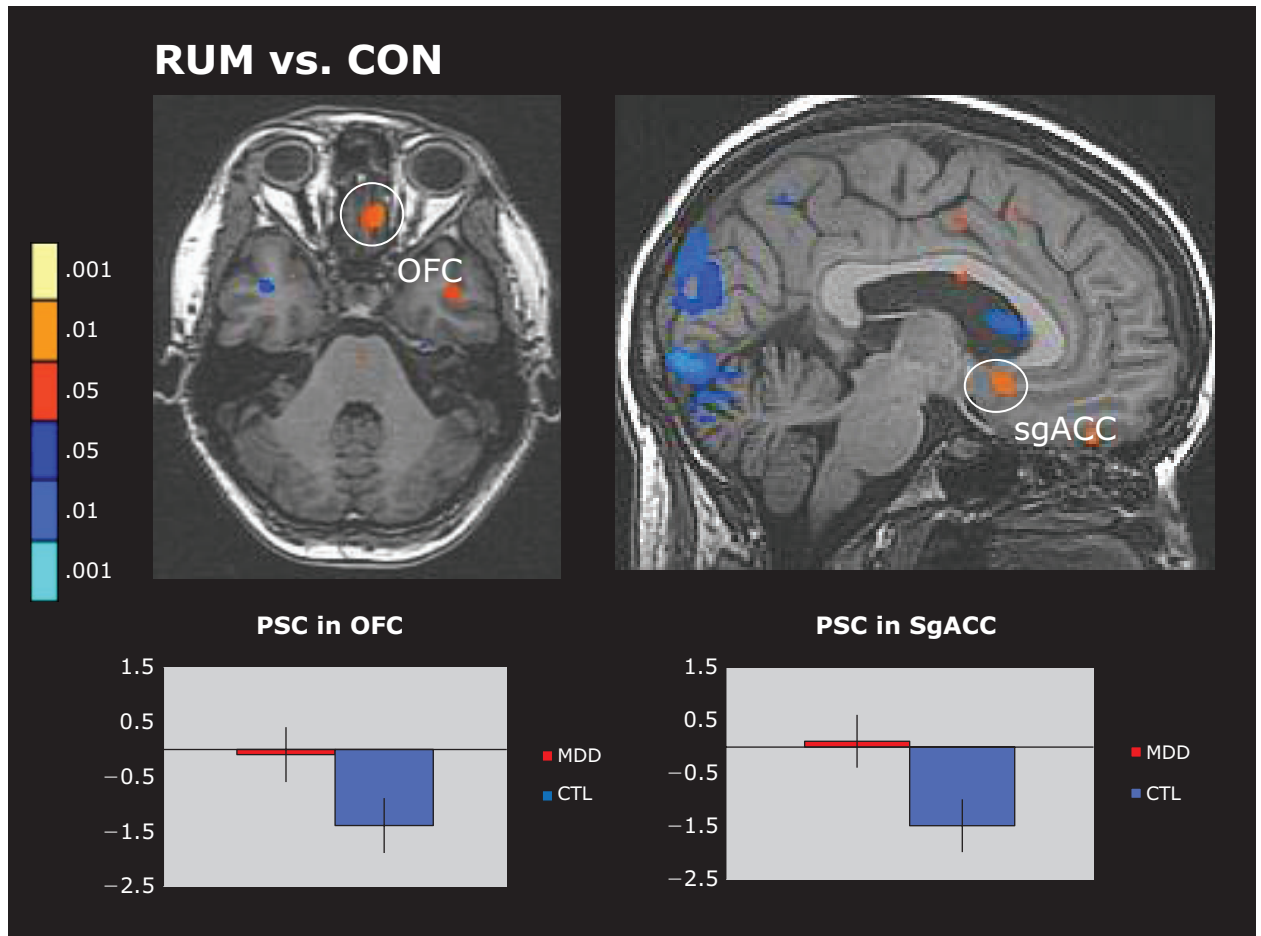 RUM vs. CON
OFC
sgACC
.001
.01
.05
.05
.01
.001
PSC in OFC
1.5
0.5
−0.5
−1.5
−2.5
MDD
CTL
PSC in SgACC
1.5
0.5
−0.5
−1.5
−2.5
MDD
CTL